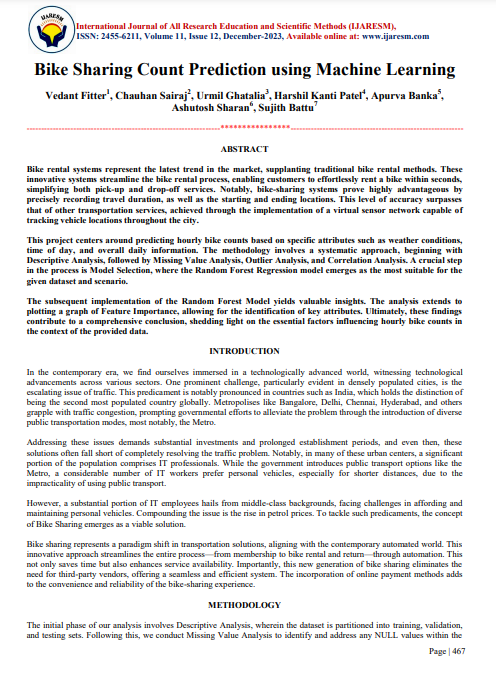 IJARESM
International Journal of All Research Education and Scientific Methods (IJARESM),
ISSN: 2455-6211, Volume 11, Issue 12, December-2023, Available online at: www.ijaresm.com
Bike Sharing Count Prediction using Machine Learning
Vedant Fitter1, Chauhan Sairaj2, Urmil Ghatalia3, Harshil Kanti Patel4, Apurva Banka5,
Ashutosh Sharan6, Sujith Battu7
ABSTRACT
Bike rental systems represent the latest trend in the market, supplanting traditional bike rental methods. These
innovative systems streamline the bike rental process, enabling customers to effortlessly rent a bike within seconds,
simplifying both pick-up and drop-off services. Notably, bike-sharing systems prove highly advantageous by
precisely recording travel duration, as well as the starting and ending locations. This level of accuracy surpasses
that of other transportation services, achieved through the implementation of a virtual sensor network capable of
tracking vehicle locations throughout the city.
This project centers around predicting hourly bike counts based on specific attributes such as weather conditions,
time of day, and overall daily information. The methodology involves a systematic approach, beginning with
Descriptive Analysis, followed by Missing Value Analysis, Outlier Analysis, and Correlation Analysis. A crucial step
in the process is Model Selection, where the Random Forest Regression model emerges as the most suitable for the
given dataset and scenario.
The subsequent implementation of the Random Forest Model yields valuable insights. The analysis extends to
plotting a graph of Feature Importance, allowing for the identification of key attributes. Ultimately, these findings
contribute to a comprehensive conclusion, shedding light on the essential factors influencing hourly bike counts in
the context of the provided data.
INTRODUCTION
In the contemporary era, we find ourselves immersed in a technologically advanced world, witnessing technological
advancements across various sectors. One prominent challenge, particularly evident in densely populated cities, is the
escalating issue of traffic. This predicament is notably pronounced in countries such as India, which holds the distinction of
being the second most populated country globally. Metropolises like Bangalore, Delhi, Chennai, Hyderabad, and others
grapple with traffic congestion, prompting governmental efforts to alleviate the problem through the introduction of diverse
public transportation modes, most notably, the Metro.
Addressing these issues demands substantial investments and prolonged establishment periods, and even then, these
solutions often fall short of completely resolving the traffic problem. Notably, in many of these urban centers, a significant
portion of the population comprises IT professionals. While the government introduces public transport options like the
Metro, a considerable number of IT workers prefer personal vehicles, especially for shorter distances, due to the
impracticality of using public transport.
However, a substantial portion of IT employees hails from middle-class backgrounds, facing challenges in affording and
maintaining personal vehicles. Compounding the issue is the rise in petrol prices. To tackle such predicaments, the concept
of Bike Sharing emerges as a viable solution.
Bike sharing represents a paradigm shift in transportation solutions, aligning with the contemporary automated world. This
innovative approach streamlines the entire process—from membership to bike rental and return—through automation. This
not only saves time but also enhances service availability. Importantly, this new generation of bike sharing eliminates the
need for third-party vendors, offering a seamless and efficient system. The incorporation of online payment methods adds
to the convenience and reliability of the bike-sharing experience.
METHODOLOGY
The initial phase of our analysis involves Descriptive Analysis, wherein the dataset is partitioned into training, validation,
and testing sets. Following this, we conduct Missing Value Analysis to identify and address any NULL values within the
Page | 467